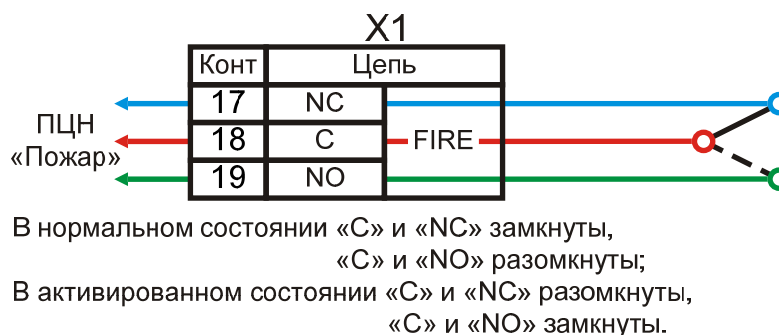 X1
Конт Цепь
17 NC
ПЦН
18 C FIRE
«Пожар»
19 NO
В нормальном состоянии «С» и «NC» замкнуты,
«С» и «NO» разомкнуты;
В активированном состоянии «С» и «NC» разомкнуты,
«С» и «NO» замкнуты.